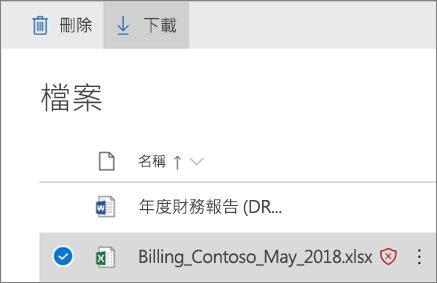 刪除 下載
檔案
名稱
年度財務報告 (DR...
Billing_Contoso_May_2018.xlsx